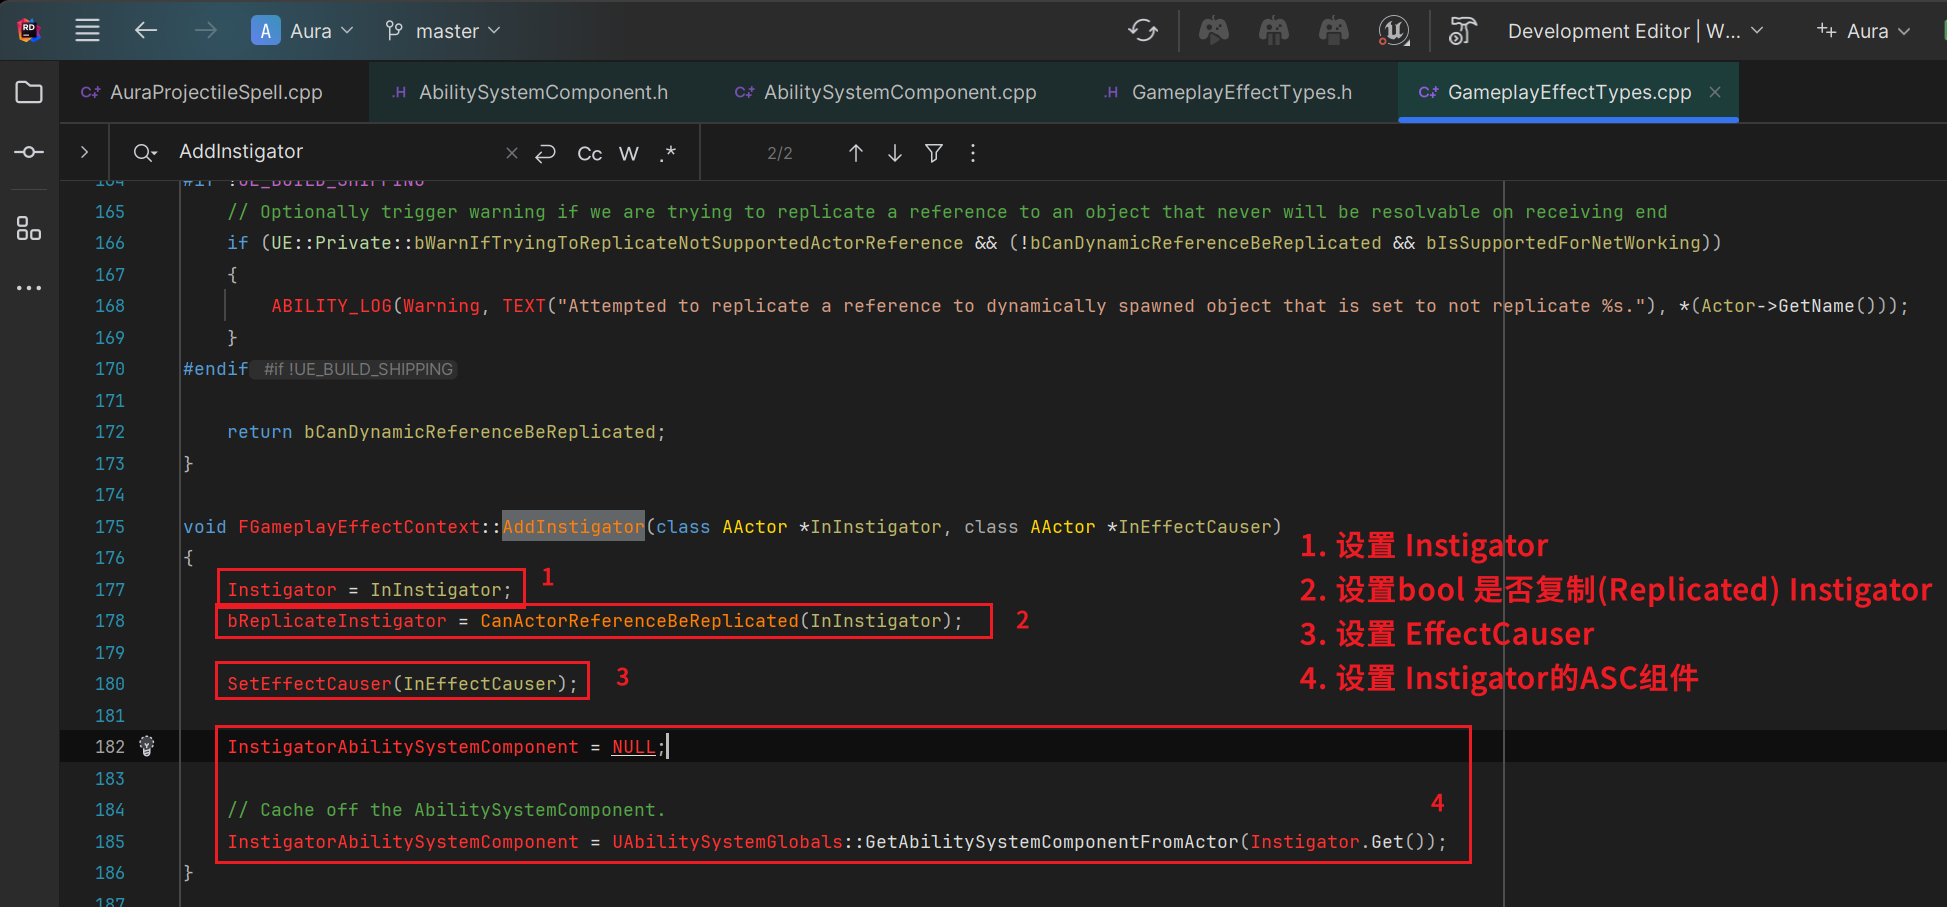 A Aura master Development Editor | W... Aura
AuraProjectileSpell.cpp AbilitySystemComponent.h AbilitySystemComponent.cpp GameplayEffectTypes.h GameplayEffectTypes.cpp
AddInstigator Cc W .* 2/2
164 #if !UE_BUILD_SHIPPING
165 // Optionally trigger warning if we are trying to replicate a reference to an object that never will be resolvable on receiving end
166 if (UE::Private::bWarnIfTryingToReplicateNotSupportedActorReference && (!bCanDynamicReferenceBeReplicated && bIsSupportedForNetWorking))
167 {
168 ABILITY_LOG(Warning, TEXT("Attempted to replicate a reference to dynamically spawned object that is set to not replicate %s."), *(Actor->GetName()));
169 }
170 #endif #if !UE_BUILD_SHIPPING
171
172 return bCanDynamicReferenceBeReplicated;
173 }
174
175 void FGameplayEffectContext::AddInstigator(class AActor *InInstigator, class AActor *InEffectCauser)
176 {
177 Instigator = InInstigator; 1
178 bReplicateInstigator = CanActorReferenceBeReplicated(InInstigator); 2
179
180 SetEffectCauser(InEffectCauser); 3
181
182 InstigatorAbilitySystemComponent = NULL;
183
184 // Cache off the AbilitySystemComponent. 4
185 InstigatorAbilitySystemComponent = UAbilitySystemGlobals::GetAbilitySystemComponentFromActor(Instigator.Get());
186 }
187
1. 设置 Instigator
2. 设置bool 是否复制(Replicated) Instigator
3. 设置 EffectCauser
4. 设置 Instigator的ASC组件